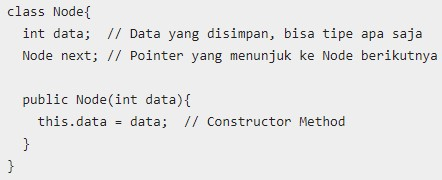 class Node{
  int data;  // Data yang disimpan, bisa tipe apa saja
  Node next;  // Pointer yang menunjuk ke Node berikutnya

  public Node(int data){
    this.data = data;  // Constructor Method
  }
}